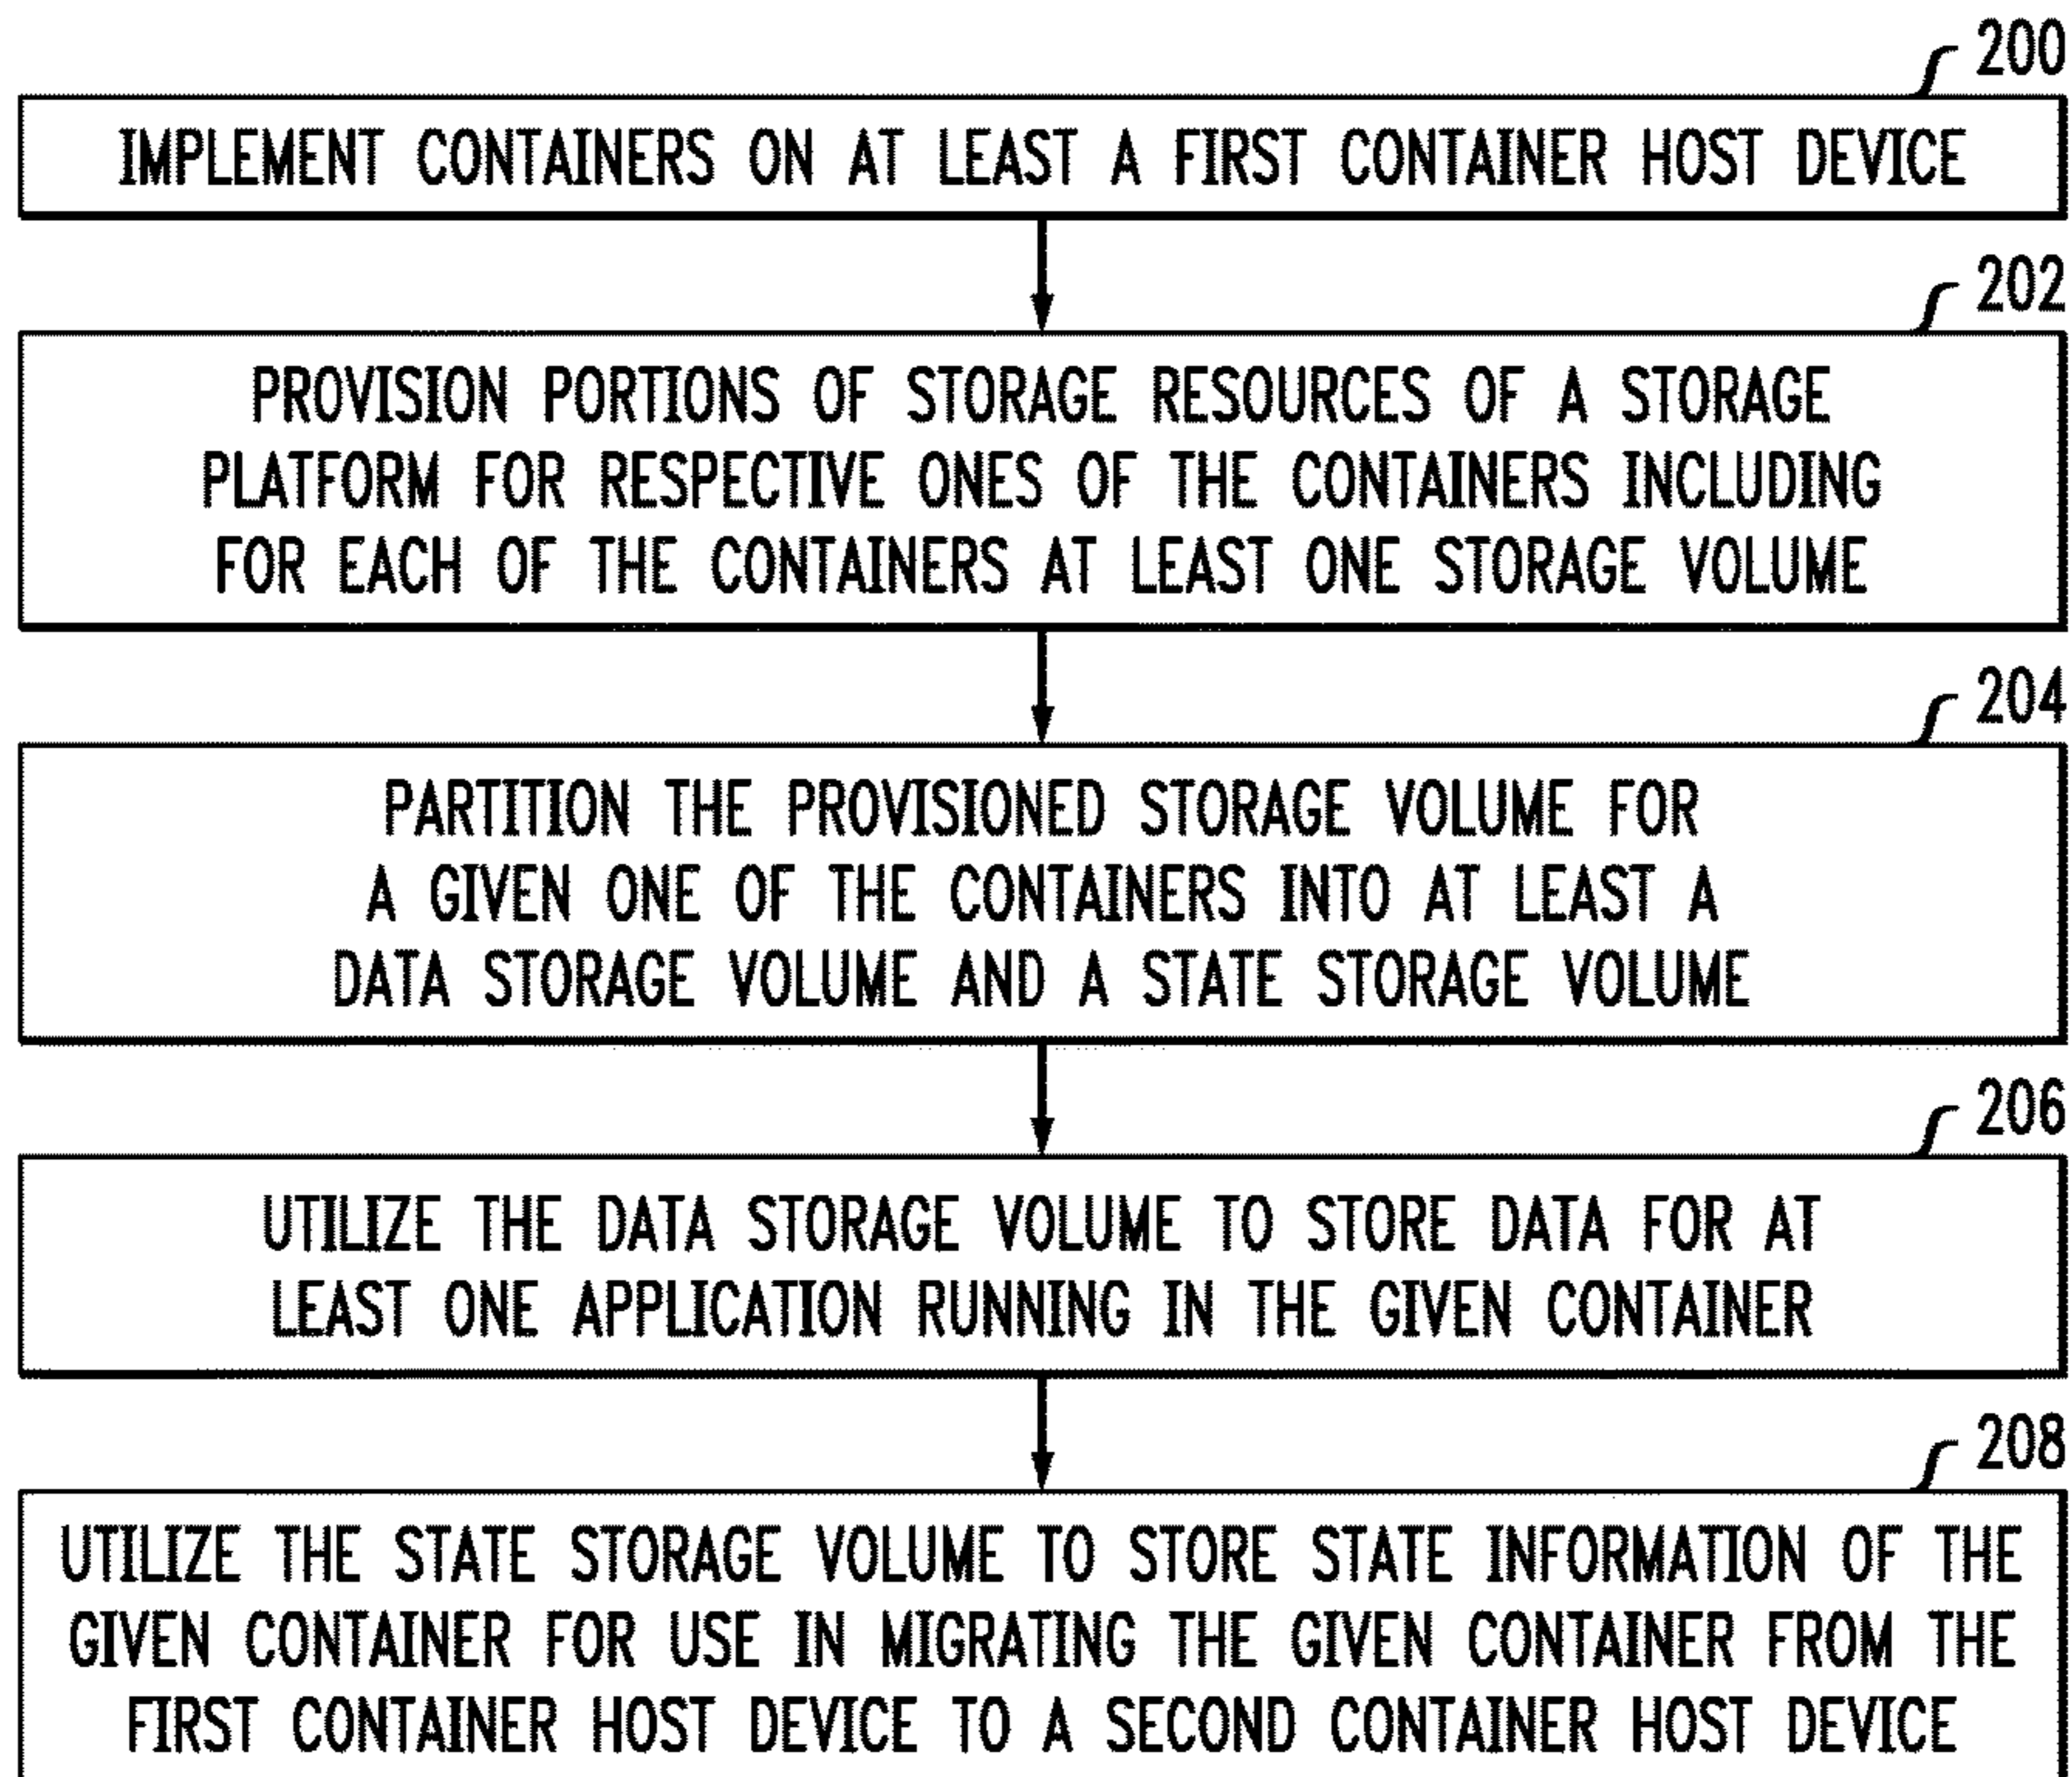 200
IMPLEMENT CONTAINERS ON AT LEAST A FIRST CONTAINER HOST DEVICE
202
PROVISION PORTIONS OF STORAGE RESOURCES OF A STORAGE
PLATFORM FOR RESPECTIVE ONES OF THE CONTAINERS INCLUDING
FOR EACH OF THE CONTAINERS AT LEAST ONE STORAGE VOLUME
204
PARTITION THE PROVISIONED STORAGE VOLUME FOR
A GIVEN ONE OF THE CONTAINERS INTO AT LEAST A
DATA STORAGE VOLUME AND A STATE STORAGE VOLUME
206
UTILIZE THE DATA STORAGE VOLUME TO STORE DATA FOR AT
LEAST ONE APPLICATION RUNNING IN THE GIVEN CONTAINER
208
UTILIZE THE STATE STORAGE VOLUME TO STORE STATE INFORMATION OF THE
GIVEN CONTAINER FOR USE IN MIGRATING THE GIVEN CONTAINER FROM THE
FIRST CONTAINER HOST DEVICE TO A SECOND CONTAINER HOST DEVICE